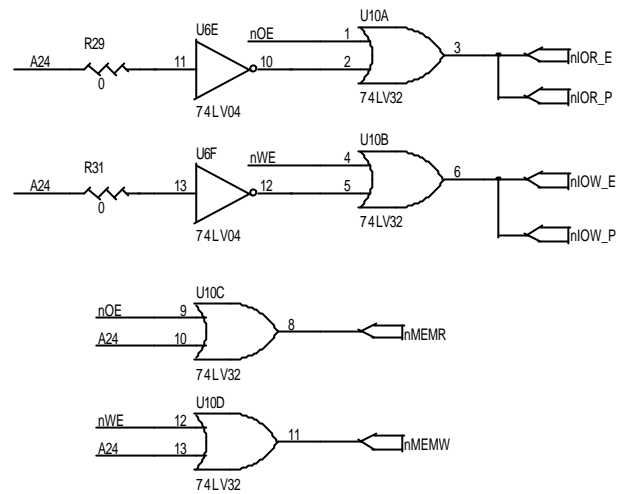 U10A
U6E
nOE
R29
1
3
A24
11
10
2
nIOR_E
0
74LV04
74LV32
nIOR_P
U10B
U6F
nWE
R31
4
6
A24
13
12
5
nIOW_E
0
74LV04
74LV32
nIOW_P
U10C
nOE
9
8
A24
10
nMEMR
74LV32
U10D
nWE
12
11
A24
13
nMEMW
74LV32